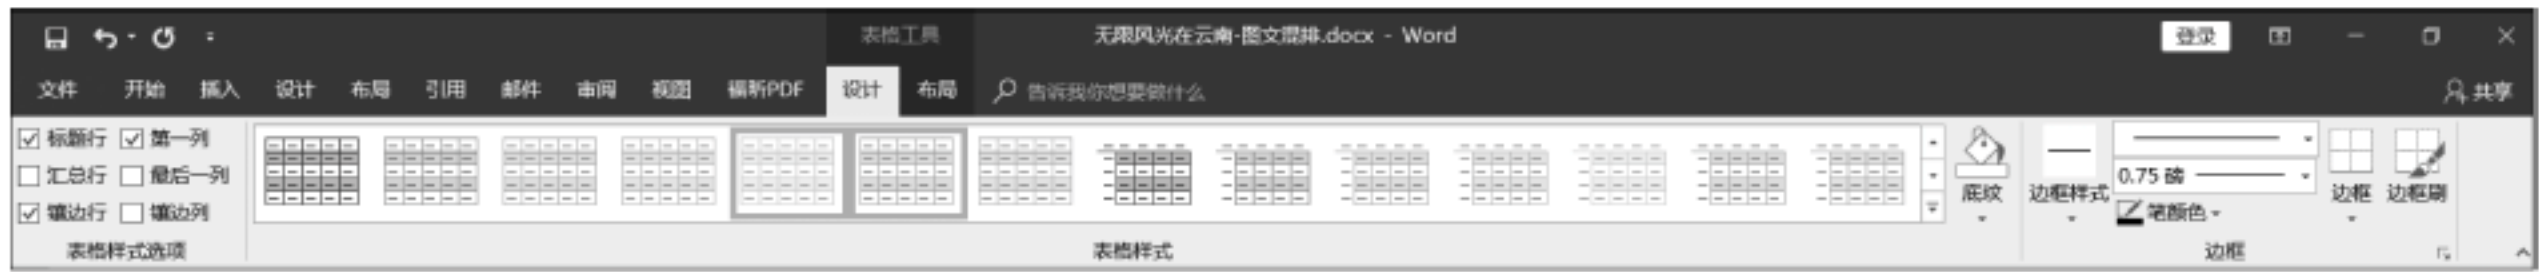 表格工具
无限风光在云南-图文混排.docx - Word
登录
文件 开始 插入 设计 布局 引用 邮件 审阅 视图 福昕PDF 设计 布局 告诉我你想要做什么 共享
标题行 第一列
汇总行 最后一列
镶边行 镶边列
表格样式选项
表格样式
底纹
边框样式
0.75 磅
笔颜色
边框
边框刷
边框